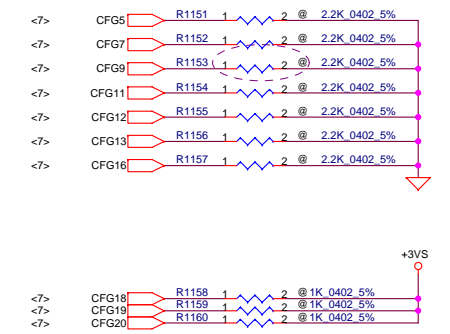 <7> CFG5 R1151 1 2 @ 2.2K_0402_5%
<7> CFG7 R1152 1 2 @ 2.2K_0402_5%
<7> CFG9 R1153 1 2 @ 2.2K_0402_5%
<7> CFG11 R1154 1 2 @ 2.2K_0402_5%
<7> CFG12 R1155 1 2 @ 2.2K_0402_5%
<7> CFG13 R1156 1 2 @ 2.2K_0402_5%
<7> CFG16 R1157 1 2 @ 2.2K_0402_5%
+3VS
<7> CFG18 R1158 1 2 @ 1K_0402_5%
<7> CFG19 R1159 1 2 @ 1K_0402_5%
<7> CFG20 R1160 1 2 @ 1K_0402_5%